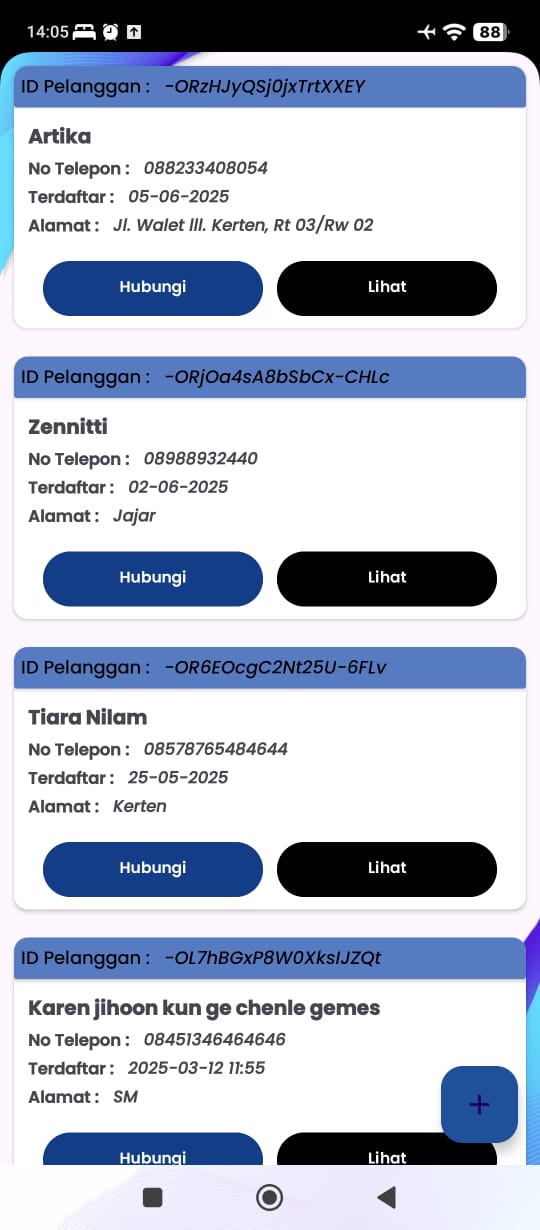 14:05
88
ID Pelanggan : -ORzHJyQSj0jxTrtXXEY
Artika
No Telepon : 088233408054
Terdaftar : 05-06-2025
Alamat : Jl. Walet III. Kerten, Rt 03/Rw 02
Hubungi Lihat
ID Pelanggan : -ORjOa4sA8bSbCx-CHLc
Zennitti
No Telepon : 08988932440
Terdaftar : 02-06-2025
Alamat : Jajar
Hubungi Lihat
ID Pelanggan : -OR6EOcgC2Nt25U-6FLv
Tiara Nilam
No Telepon : 08578765484644
Terdaftar : 25-05-2025
Alamat : Kerten
Hubungi Lihat
ID Pelanggan : -OL7hBGxP8W0XksIJZQt
Karen jihoon kun ge chenle gemes
No Telepon : 08451346464646
Terdaftar : 2025-03-12 11:55
Alamat : SM
+
Hubungi Lihat